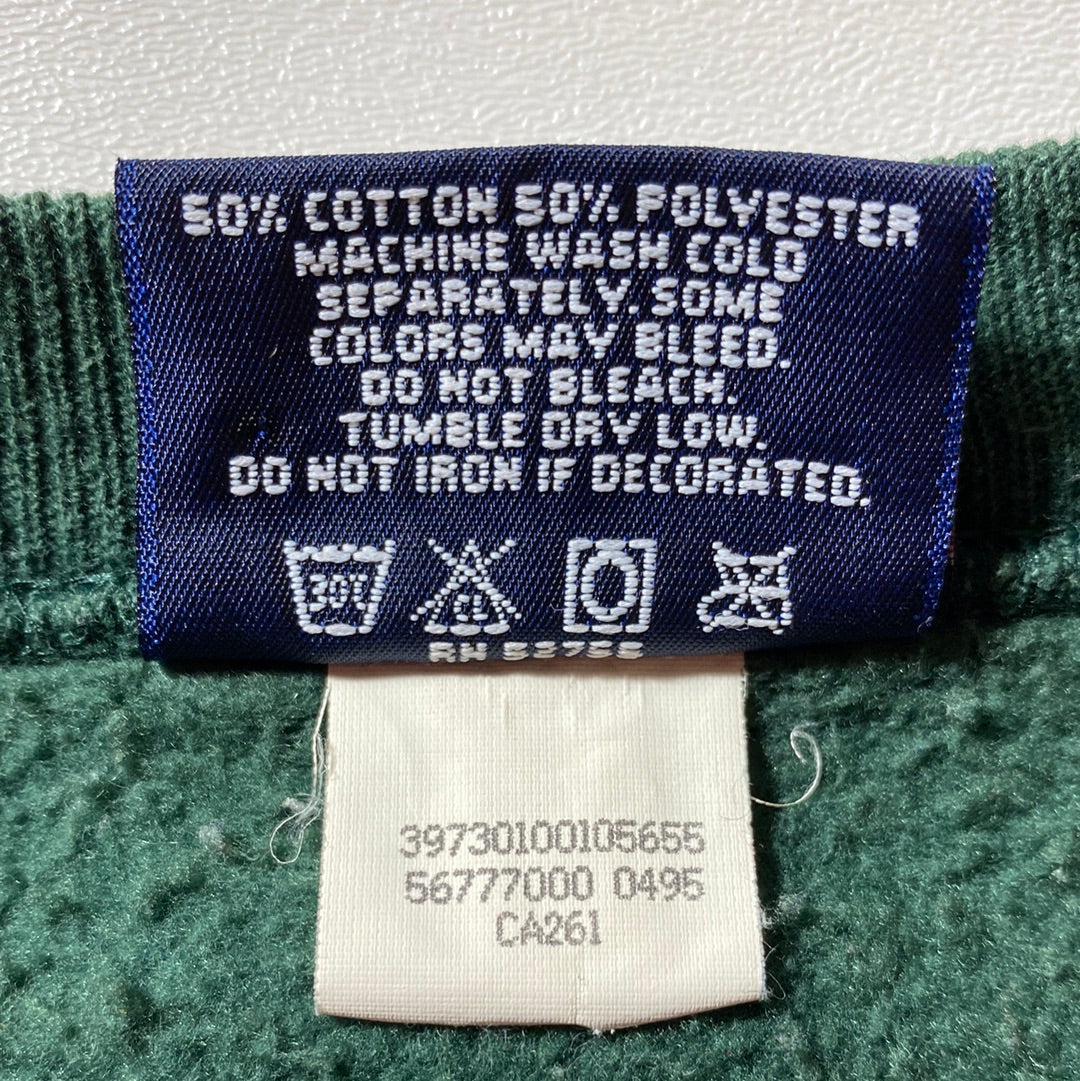 50% COTTON 50% POLYESTER
MACHINE WASH COLD
SEPARATELY. SOME
COLORS MAY BLEED.
DO NOT BLEACH.
TUMBLE DRY LOW.
DO NOT IRON IF DECORATED.
CL
39730100105655
56777000 0495
CA261